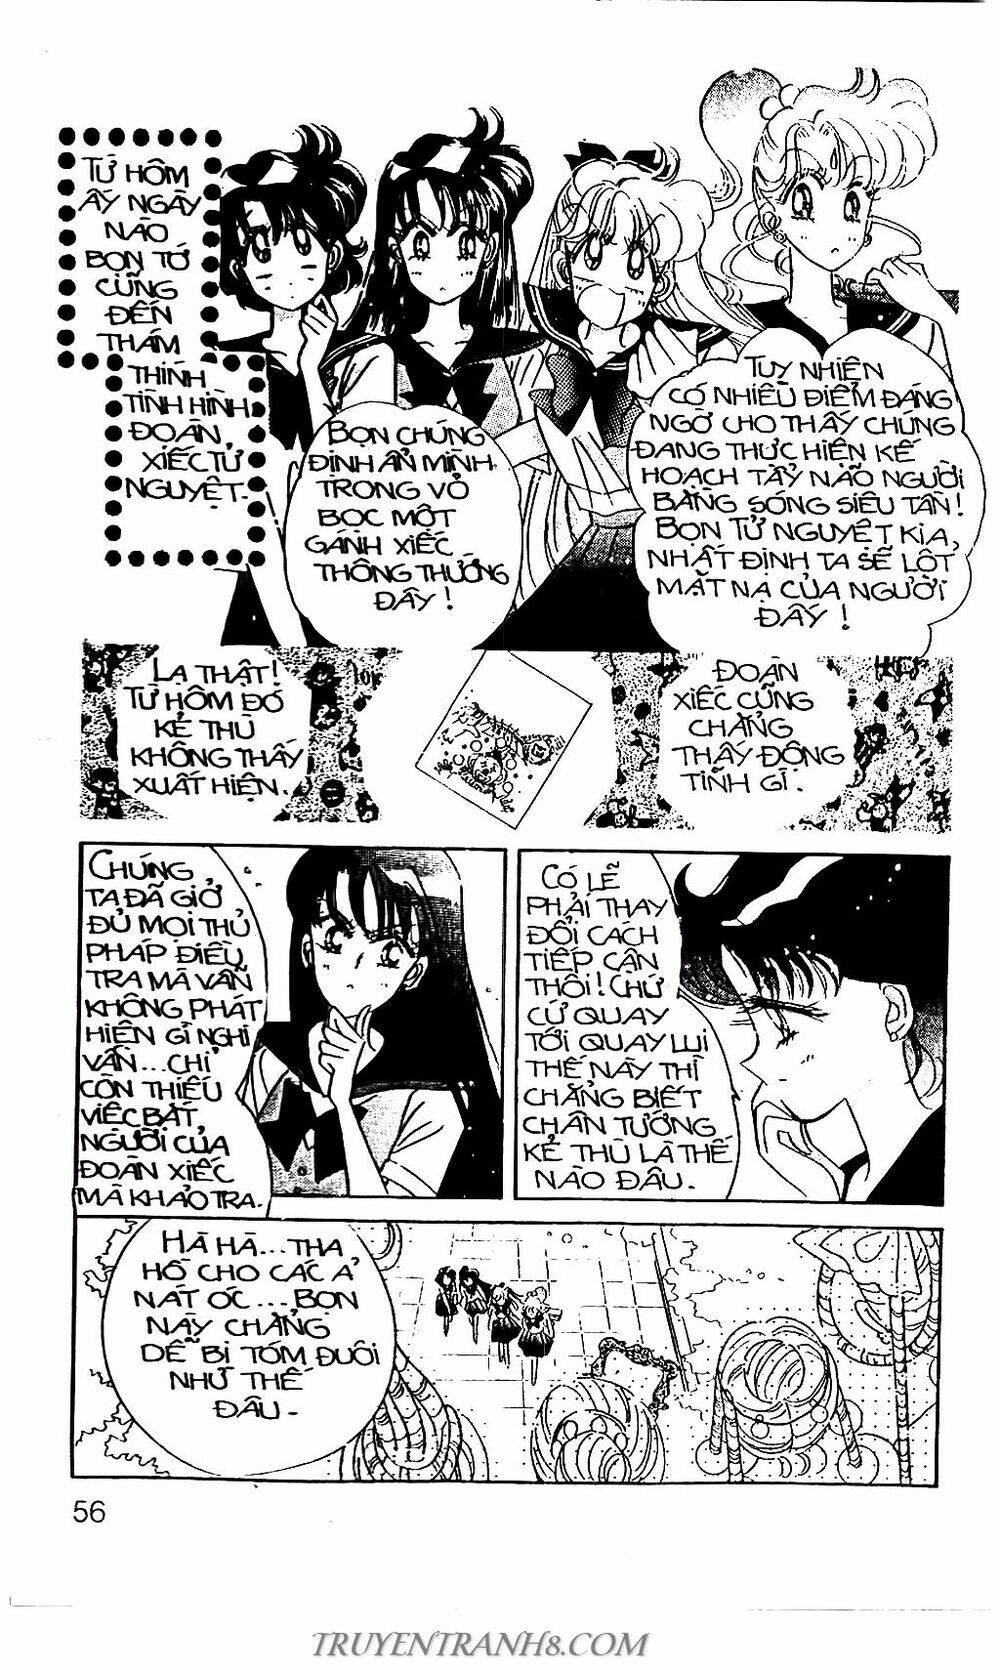 TỪ HÔM
ẤY NGÀY
NÀO
BỌN TỚ
CŨNG
ĐẾN
THÁM
THÍNH
TÌNH HÌNH
ĐOÀN
XIẾC TỬ
NGUYỆT.
BỌN CHÚNG
ĐỊNH ẨN MÌNH
TRONG VỎ
BỌC MỘT
GÁNH XIẾC
THÔNG THƯỜNG
ĐÂY!
TUY NHIÊN
CÓ NHIỀU ĐIỂM ĐÁNG
NGỜ CHO THẤY CHÚNG
ĐANG THỰC HIỆN KẾ
HOẠCH TẨY NÃO NGƯỜI
BẰNG SÓNG SIÊU TẦN!
BỌN TỬ NGUYỆT KIA,
NHẤT ĐỊNH TA SẼ LỘT
MẶT NẠ CỦA NGƯƠI
ĐẤY!
LẠ THẬT!
TỪ HÔM ĐÓ
KẺ THÙ
KHÔNG THẤY
XUẤT HIỆN.
ĐOÀN
XIẾC CŨNG
CHẲNG
THẤY ĐỘNG
TĨNH GÌ.
CHÚNG
TA ĐÃ GIỞ
ĐỦ MỌI THỦ
PHÁP ĐIỀU
TRA MÀ VẪN
KHÔNG PHÁT
HIỆN GÌ NGHI
VẤN... CHỈ
CÒN THIẾU
VIỆC BẮT
NGƯỜI CỦA
ĐOÀN XIẾC
MÀ KHẢO TRA.
CÓ LẼ
PHẢI THAY
ĐỔI CÁCH
TIẾP CẬN
THÔI! CHỨ
CỨ QUAY
TỚI QUAY LUI
THẾ NÀY THÌ
CHẲNG BIẾT
CHÂN TƯỚNG
KẺ THÙ LÀ THẾ
NÀO ĐÂU.
HÀ HÀ... THA
HỒ CHO CÁC Ả
NÁT ÓC.... BỌN
NÀY CHẲNG
DỄ BỊ TÓM ĐUÔI
NHƯ THẾ
ĐÂU.
56
TRUYENTRANH8.COM